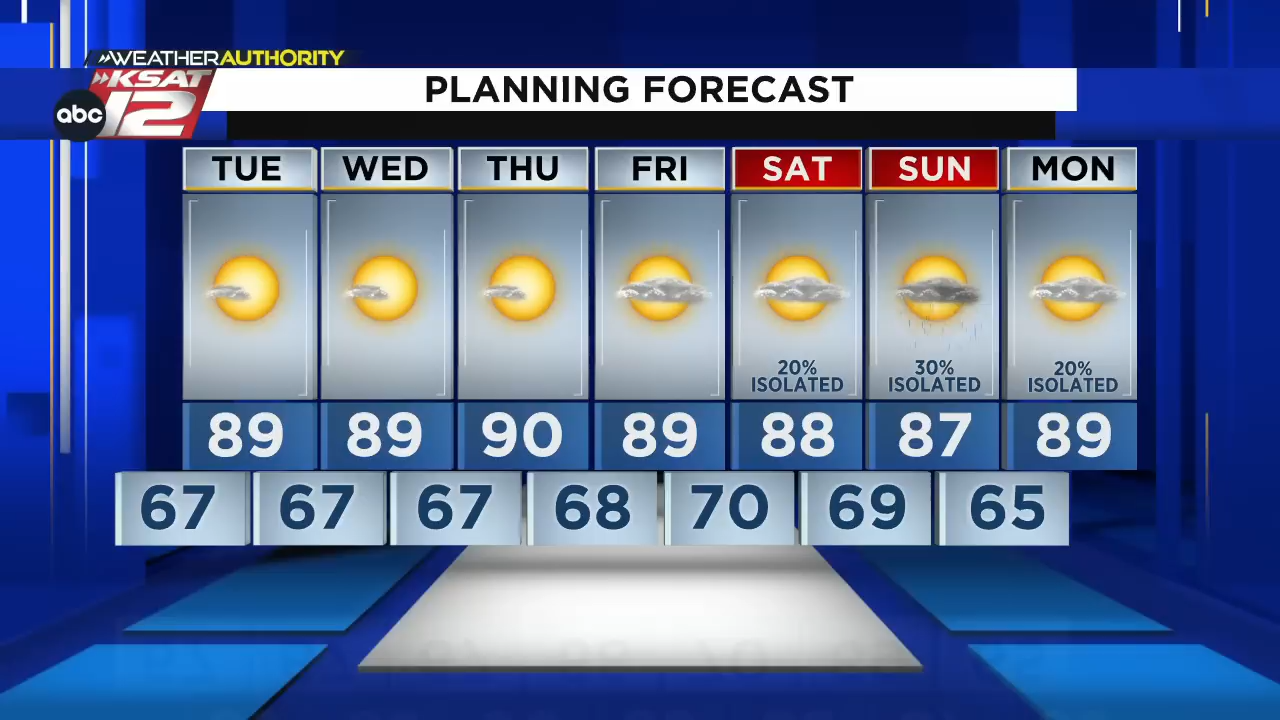 WEATHERAUTHORITY
KSAT
abc 12
PLANNING FORECAST
TUE WED THU FRI SAT SUN MON
20% 30% 20%
ISOLATED ISOLATED ISOLATED
89 89 90 89 88 87 89
67 67 67 68 70 69 65